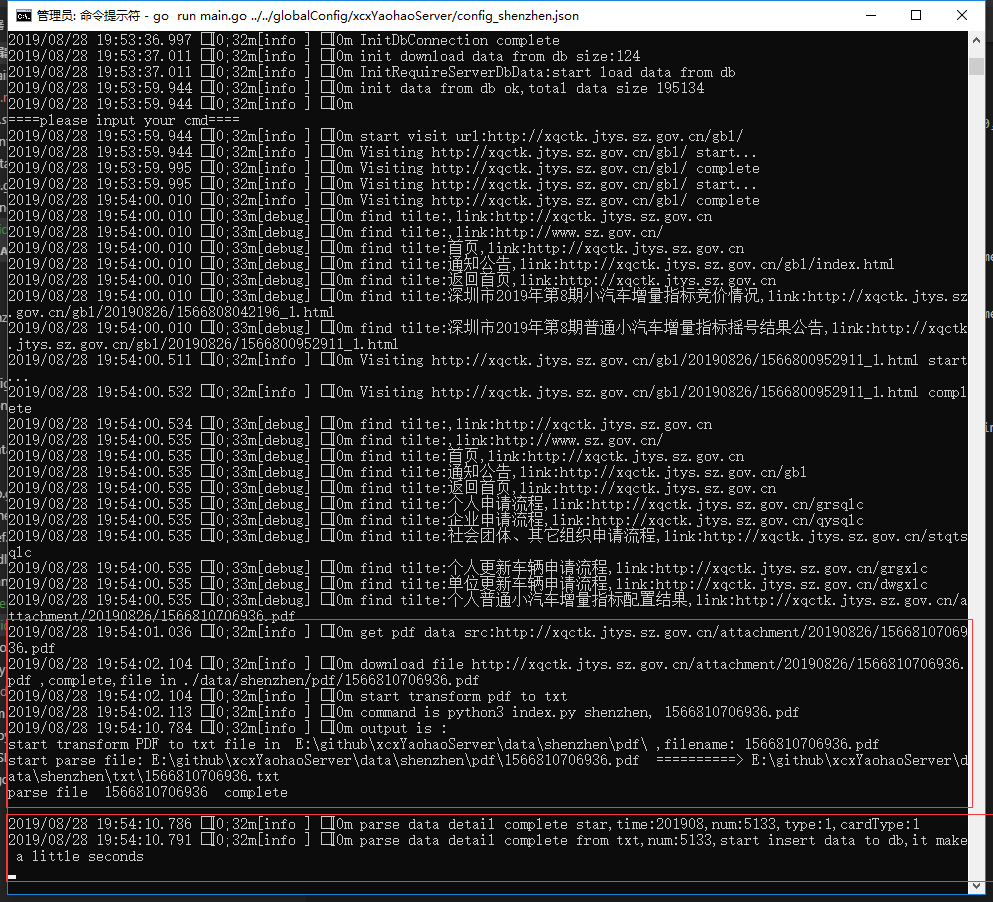 管理员: 命令提示符 - go  run main.go ../../globalConfig/xcxYaohaoServer/config_shenzhen.json
2019/08/28 19:53:36.997 □[0;32m[info ] □[0m InitDbConnection complete
2019/08/28 19:53:37.011 □[0;32m[info ] □[0m init download data from db size:124
2019/08/28 19:53:37.011 □[0;32m[info ] □[0m InitRequireServerDbData:start load data from db
2019/08/28 19:53:59.944 □[0;32m[info ] □[0m init data from db ok,total data size 195134
2019/08/28 19:53:59.944 □[0;32m[info ] □[0m
====please input your cmd====
2019/08/28 19:53:59.944 □[0;32m[info ] □[0m start visit url:http://xqctk.jtys.sz.gov.cn/gbl/
2019/08/28 19:53:59.944 □[0;32m[info ] □[0m Visiting http://xqctk.jtys.sz.gov.cn/gbl/ start...
2019/08/28 19:53:59.995 □[0;32m[info ] □[0m Visiting http://xqctk.jtys.sz.gov.cn/gbl/ complete
2019/08/28 19:53:59.995 □[0;32m[info ] □[0m Visiting http://xqctk.jtys.sz.gov.cn/gbl/ start...
2019/08/28 19:54:00.010 □[0;32m[info ] □[0m Visiting http://xqctk.jtys.sz.gov.cn/gbl/ complete
2019/08/28 19:54:00.010 □[0;33m[debug] □[0m find tilte:,link:http://xqctk.jtys.sz.gov.cn
2019/08/28 19:54:00.010 □[0;33m[debug] □[0m find tilte:,link:http://www.sz.gov.cn/
2019/08/28 19:54:00.010 □[0;33m[debug] □[0m find tilte:首页,link:http://xqctk.jtys.sz.gov.cn
2019/08/28 19:54:00.010 □[0;33m[debug] □[0m find tilte:通知公告,link:http://xqctk.jtys.sz.gov.cn/gbl/index.html
2019/08/28 19:54:00.010 □[0;33m[debug] □[0m find tilte:返回首页,link:http://xqctk.jtys.sz.gov.cn
2019/08/28 19:54:00.010 □[0;33m[debug] □[0m find tilte:深圳市2019年第8期小汽车增量指标竞价情况,link:http://xqctk.jtys.sz
.gov.cn/gbl/20190826/1566808042196_1.html
2019/08/28 19:54:00.010 □[0;33m[debug] □[0m find tilte:深圳市2019年第8期普通小汽车增量指标摇号结果公告,link:http://xqctk
.jtys.sz.gov.cn/gbl/20190826/1566800952911_1.html
2019/08/28 19:54:00.511 □[0;32m[info ] □[0m Visiting http://xqctk.jtys.sz.gov.cn/gbl/20190826/1566800952911_1.html start
...
2019/08/28 19:54:00.532 □[0;32m[info ] □[0m Visiting http://xqctk.jtys.sz.gov.cn/gbl/20190826/1566800952911_1.html compl
ete
2019/08/28 19:54:00.534 □[0;33m[debug] □[0m find tilte:,link:http://xqctk.jtys.sz.gov.cn
2019/08/28 19:54:00.535 □[0;33m[debug] □[0m find tilte:,link:http://www.sz.gov.cn/
2019/08/28 19:54:00.535 □[0;33m[debug] □[0m find tilte:首页,link:http://xqctk.jtys.sz.gov.cn
2019/08/28 19:54:00.535 □[0;33m[debug] □[0m find tilte:通知公告,link:http://xqctk.jtys.sz.gov.cn/gbl
2019/08/28 19:54:00.535 □[0;33m[debug] □[0m find tilte:返回首页,link:http://xqctk.jtys.sz.gov.cn
2019/08/28 19:54:00.535 □[0;33m[debug] □[0m find tilte:个人申请流程,link:http://xqctk.jtys.sz.gov.cn/grsqlc
2019/08/28 19:54:00.535 □[0;33m[debug] □[0m find tilte:企业申请流程,link:http://xqctk.jtys.sz.gov.cn/qysqlc
2019/08/28 19:54:00.535 □[0;33m[debug] □[0m find tilte:社会团体、其它组织申请流程,link:http://xqctk.jtys.sz.gov.cn/stqts
qlc
2019/08/28 19:54:00.535 □[0;33m[debug] □[0m find tilte:个人更新车辆申请流程,link:http://xqctk.jtys.sz.gov.cn/grgxlc
2019/08/28 19:54:00.535 □[0;33m[debug] □[0m find tilte:单位更新车辆申请流程,link:http://xqctk.jtys.sz.gov.cn/dwgxlc
2019/08/28 19:54:00.535 □[0;33m[debug] □[0m find tilte:个人普通小汽车增量指标配置结果,link:http://xqctk.jtys.sz.gov.cn/a
ttachment/20190826/1566810706936.pdf
2019/08/28 19:54:01.036 □[0;32m[info ] □[0m get pdf data src:http://xqctk.jtys.sz.gov.cn/attachment/20190826/15668107069
36.pdf
2019/08/28 19:54:02.104 □[0;32m[info ] □[0m download file http://xqctk.jtys.sz.gov.cn/attachment/20190826/1566810706936.
pdf ,complete,file in ./data/shenzhen/pdf/1566810706936.pdf
2019/08/28 19:54:02.104 □[0;32m[info ] □[0m start transform pdf to txt
2019/08/28 19:54:02.113 □[0;32m[info ] □[0m command is python3 index.py shenzhen, 1566810706936.pdf
2019/08/28 19:54:10.784 □[0;32m[info ] □[0m output is :
start transform PDF to txt file in  E:\github\xcxYaohaoServer\data\shenzhen\pdf\ ,filename: 1566810706936.pdf
start parse file: E:\github\xcxYaohaoServer\data\shenzhen\pdf\1566810706936.pdf  ==========> E:\github\xcxYaohaoServer\d
ata\shenzhen\txt\1566810706936.txt
parse file  1566810706936  complete
2019/08/28 19:54:10.786 □[0;32m[info ] □[0m parse data detail complete star,time:201908,num:5133,type:1,cardType:1
2019/08/28 19:54:10.791 □[0;32m[info ] □[0m parse data detail complete from txt,num:5133,start insert data to db,it make
 a little seconds